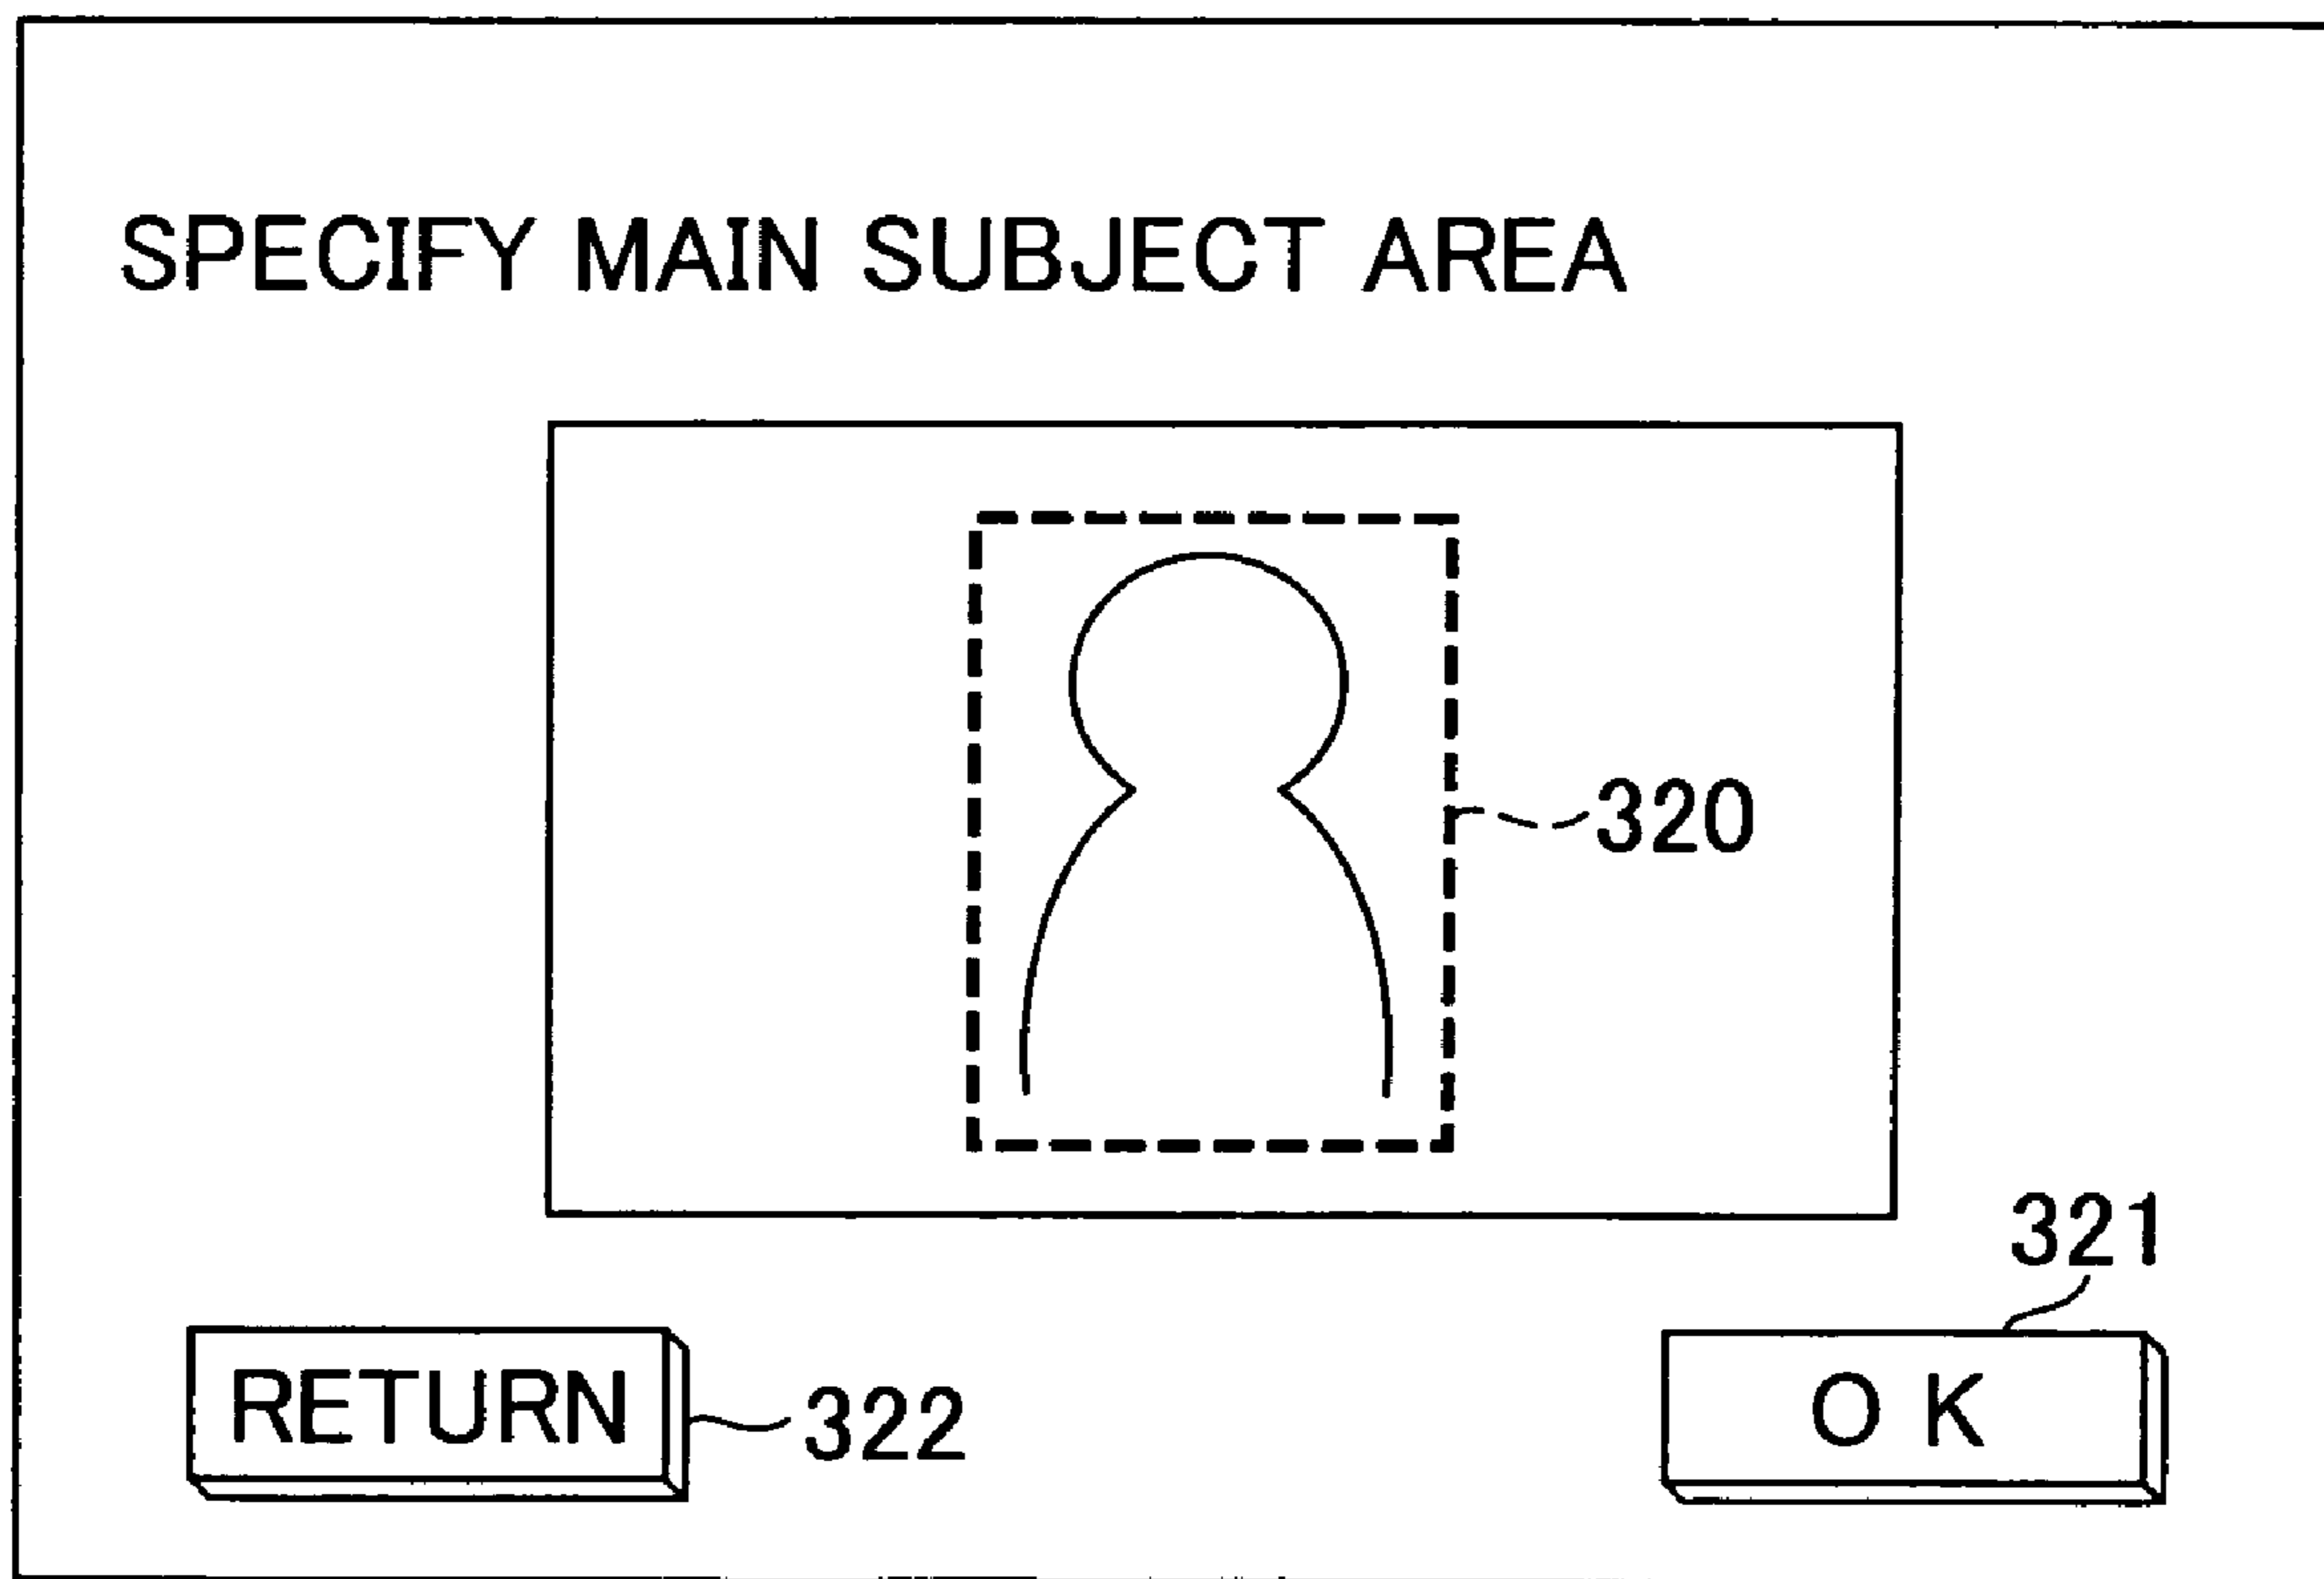 SPECIFY MAIN SUBJECT AREA
320
321
RETURN
322
O K